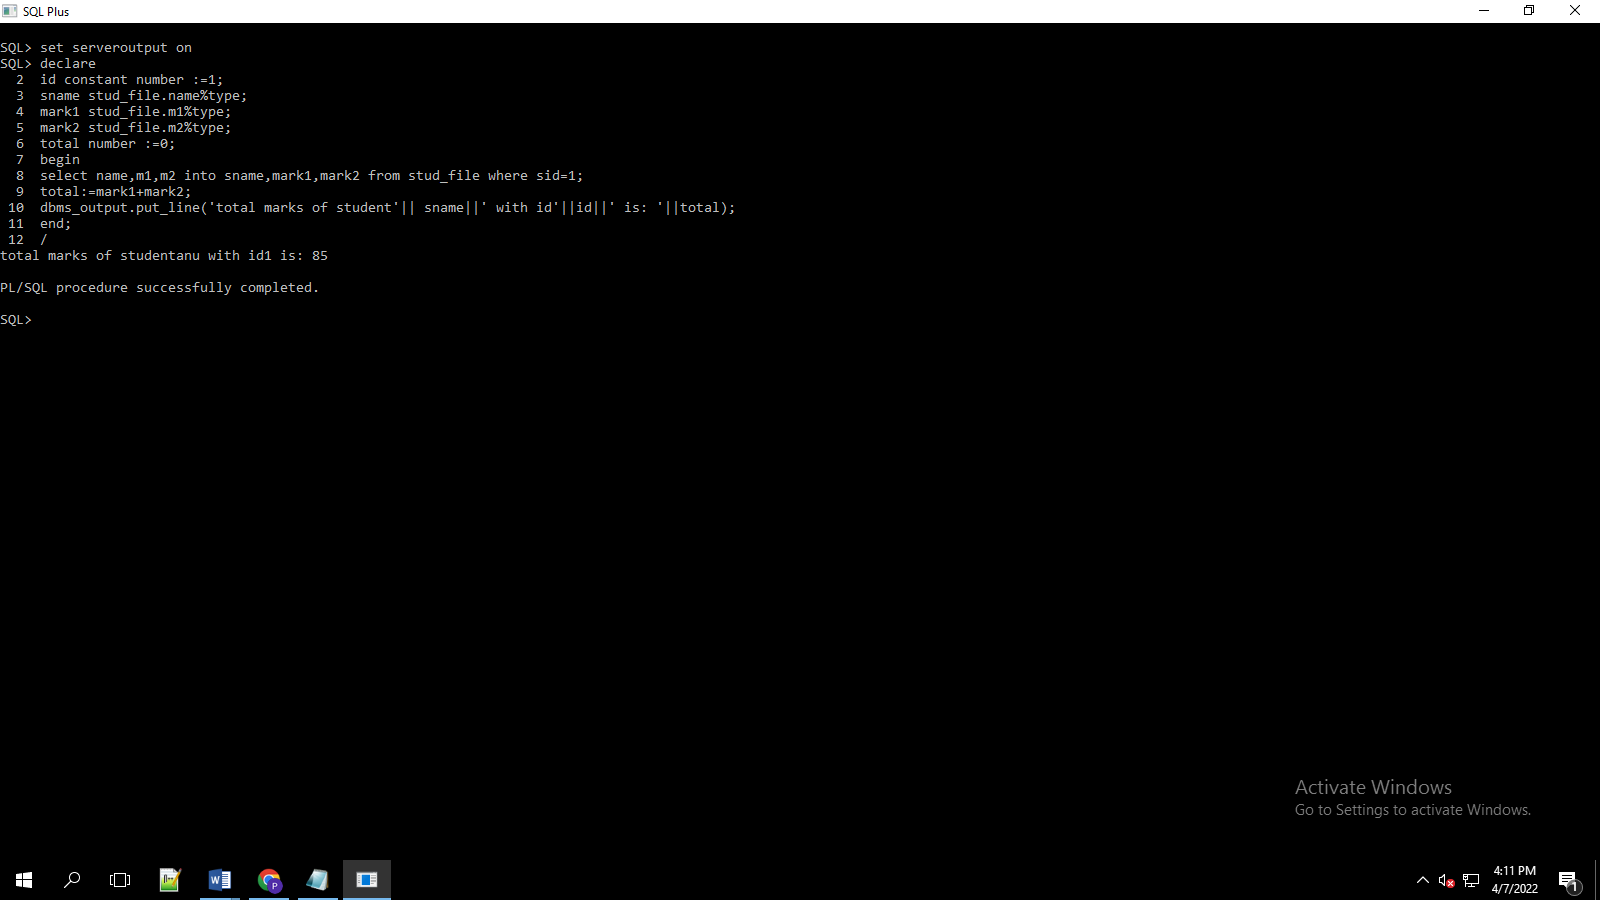 SQL Plus
SQL> set serveroutput on
SQL> declare
  2  id constant number :=1;
  3  sname stud_file.name%type;
  4  mark1 stud_file.m1%type;
  5  mark2 stud_file.m2%type;
  6  total number :=0;
  7  begin
  8  select name,m1,m2 into sname,mark1,mark2 from stud_file where sid=1;
  9  total:=mark1+mark2;
 10  dbms_output.put_line('total marks of student'|| sname||' with id'||id||' is: '||total);
 11  end;
 12  /
total marks of studentanu with id1 is: 85
PL/SQL procedure successfully completed.
SQL>
Activate Windows
Go to Settings to activate Windows.
W
P
4:11 PM
4/7/2022
1